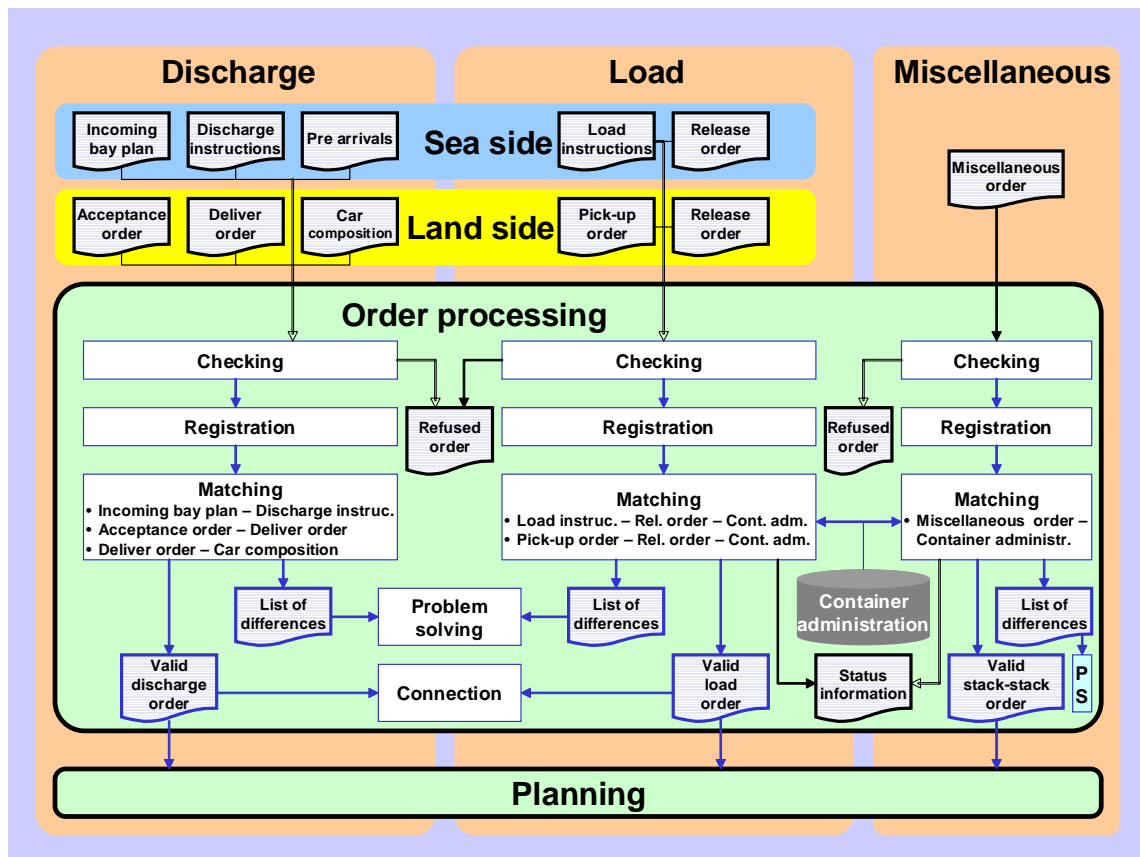 Discharge
Load
Miscellaneous
Incoming
bay plan
Discharge
instructions
Pre arrivals
Sea side
Load
instructions
Release
order
Miscellaneous
order
Acceptance
order
Deliver
order
Car
composition
Land side
Pick-up
order
Release
order
Order processing
Checking
Checking
Checking
Registration
Refused
order
Registration
Refused
order
Registration
Matching
• Incoming bay plan – Discharge instruc.
• Acceptance order – Deliver order
• Deliver order – Car composition
Matching
• Load instruc. – Rel. order – Cont. adm.
• Pick-up order – Rel. order – Cont. adm.
Matching
• Miscellaneous order –
Container administr.
List of
differences
Problem
solving
List of
differences
Container
administration
List of
differences
Valid
discharge
order
Connection
Valid
load
order
Status
information
Valid
stack-stack
order
P
S
Planning